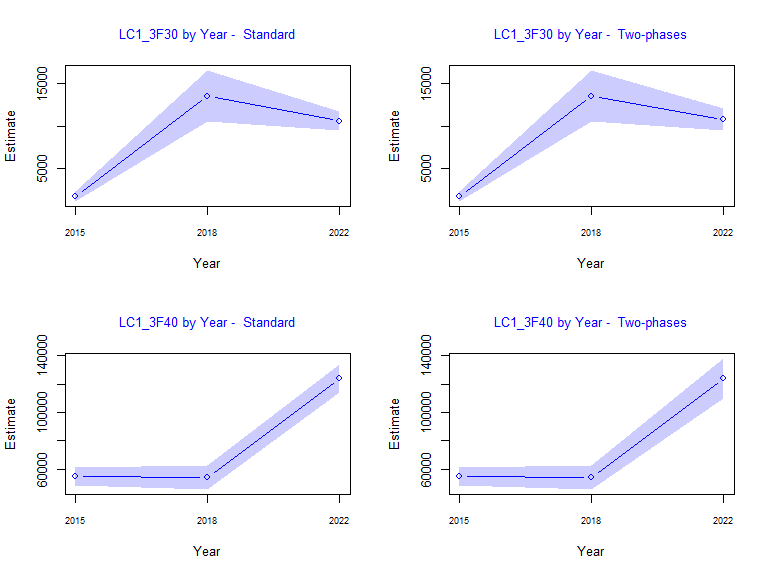 LC1_3F30 by Year -  Standard
Estimate
15000
5000
2015
2018
2022
Year
LC1_3F30 by Year -  Two-phases
Estimate
15000
5000
2015
2018
2022
Year
LC1_3F40 by Year -  Standard
Estimate
140000
100000
60000
2015
2018
2022
Year
LC1_3F40 by Year -  Two-phases
Estimate
140000
100000
60000
2015
2018
2022
Year